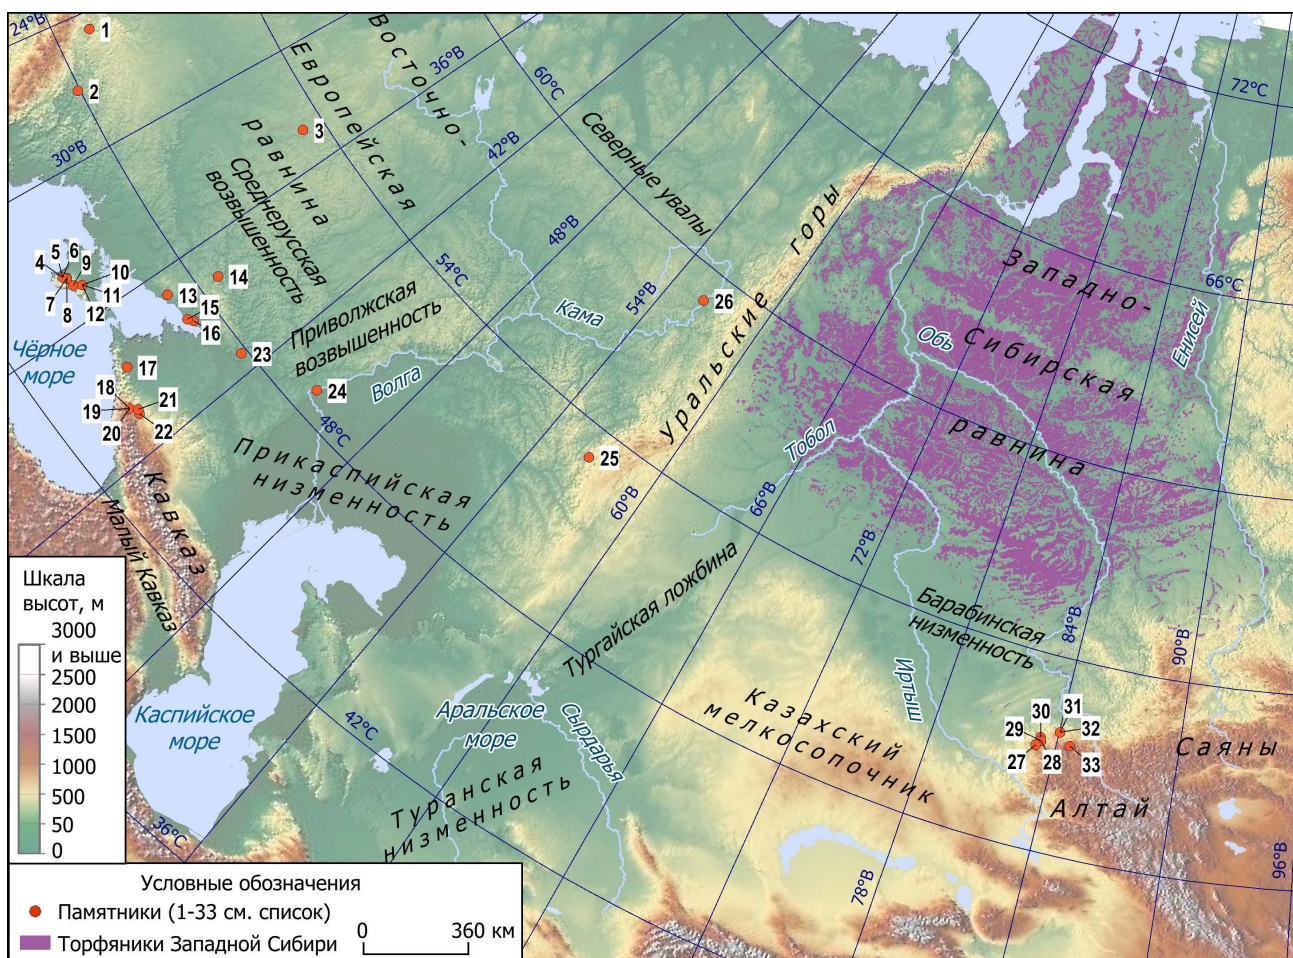 24°В
1
2
30°В
3
Восточно-
Европейская
равнина
36°В
42°В
48°В
54°В
60°С
54°С
48°С
42°С
36°С
Среднерусская
возвышенность
Северные увалы
Приволжская
возвышенность
Кама
Волга
Уральские горы
Западно-
Сибирская
равнина
Обь
Енисей
Тобол
72°С
66°С
4
5
6
9
10
7
8
11
12
13
14
15
16
17
18
19
20
21
22
23
24
25
26
Чёрное
море
Кавказ
Малый Кавказ
Прикаспийская
низменность
60°В
66°В
72°В
78°В
84°В
90°В
96°В
Тургайская ложбина
Барабинская
низменность
Иртыш
Казахский
мелкосопочник
Каспийское
море
Аральское
море
Сырдарья
Туранская
низменность
29
30
31
32
27
28
33
Саяны
Алтай
Шкала
высот, м
3000
и выше
2500
2000
1500
1000
500
50
0
Условные обозначения
Памятники (1-33 см. список)
Торфяники Западной Сибири
0
360 км